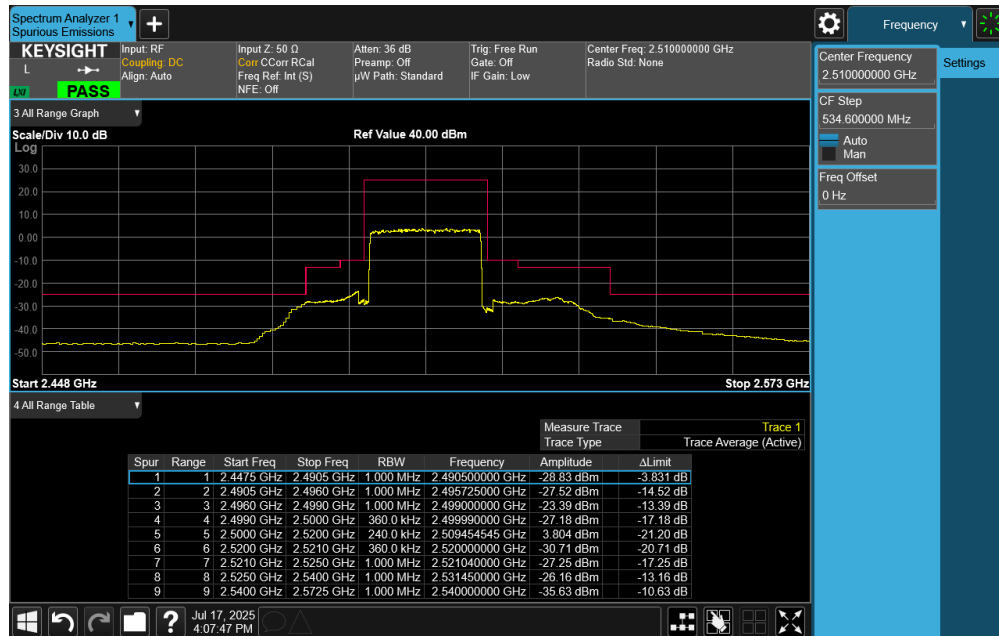 Spectrum Analyzer 1
Spurious Emissions
Frequency
KEYSIGHT
L
LXI
PASS
Input: RF
Coupling: DC
Align: Auto
Input Z: 50 Ω
Corr CCorr RCal
Freq Ref: Int (S)
NFE: Off
Atten: 36 dB
Preamp: Off
µW Path: Standard
Trig: Free Run
Gate: Off
IF Gain: Low
Center Freq: 2.510000000 GHz
Radio Std: None
Center Frequency
2.510000000 GHz
Settings
CF Step
534.600000 MHz
Auto
Man
Freq Offset
0 Hz
3 All Range Graph
Scale/Div 10.0 dB
Ref Value 40.00 dBm
Log
30.0
20.0
10.0
0.00
-10.0
-20.0
-30.0
-40.0
-50.0
Start 2.448 GHz
Stop 2.573 GHz
4 All Range Table
Measure Trace Trace 1
Trace Type Trace Average (Active)
Spur Range Start Freq Stop Freq RBW Frequency Amplitude ΔLimit
1 1 2.4475 GHz 2.4905 GHz 1.000 MHz 2.490500000 GHz -28.83 dBm -3.831 dB
2 2 2.4905 GHz 2.4960 GHz 1.000 MHz 2.495725000 GHz -27.52 dBm -14.52 dB
3 3 2.4960 GHz 2.4990 GHz 1.000 MHz 2.499000000 GHz -23.39 dBm -13.39 dB
4 4 2.4990 GHz 2.5000 GHz 360.0 kHz 2.499990000 GHz -27.18 dBm -17.18 dB
5 5 2.5000 GHz 2.5200 GHz 240.0 kHz 2.509454545 GHz 3.804 dBm -21.20 dB
6 6 2.5200 GHz 2.5210 GHz 360.0 kHz 2.520000000 GHz -30.71 dBm -20.71 dB
7 7 2.5210 GHz 2.5250 GHz 1.000 MHz 2.521040000 GHz -27.25 dBm -17.25 dB
8 8 2.5250 GHz 2.5400 GHz 1.000 MHz 2.531450000 GHz -26.16 dBm -13.16 dB
9 9 2.5400 GHz 2.5725 GHz 1.000 MHz 2.540000000 GHz -35.63 dBm -10.63 dB
Jul 17, 2025
4:07:47 PM